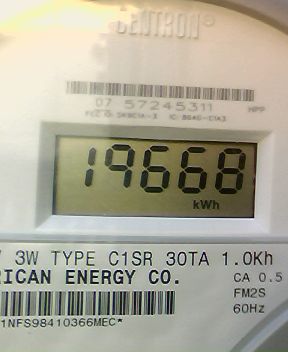 07 57245311
19668
kWh
3W TYPE C1SR 30TA 1.0Kh
RICAN ENERGY CO.
CA 0.5
FM2S
60Hz
1NFS98410366MEC*